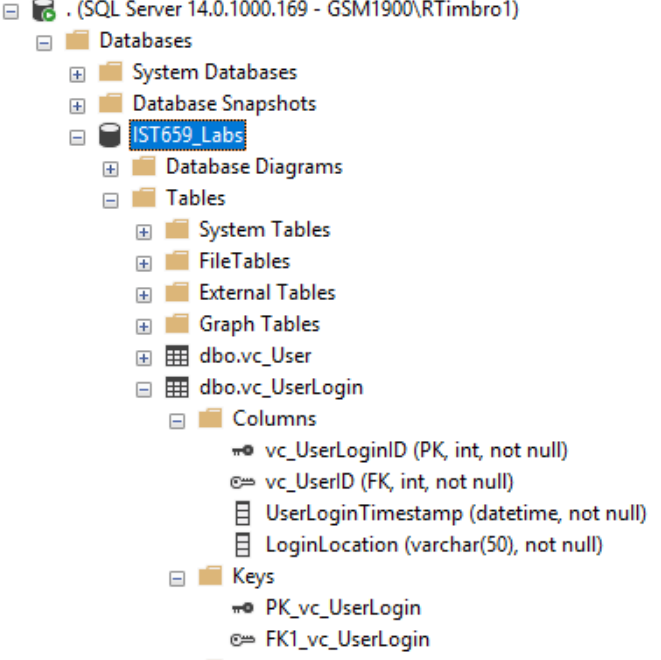 . (SQL Server 14.0.1000.169 - GSM1900\RTimbro1)
Databases
System Databases
Database Snapshots
IST659_Labs
Database Diagrams
Tables
System Tables
FileTables
External Tables
Graph Tables
dbo.vc_User
dbo.vc_UserLogin
Columns
vc_UserLoginID (PK, int, not null)
vc_UserID (FK, int, not null)
UserLoginTimestamp (datetime, not null)
LoginLocation (varchar(50), not null)
Keys
PK_vc_UserLogin
FK1_vc_UserLogin